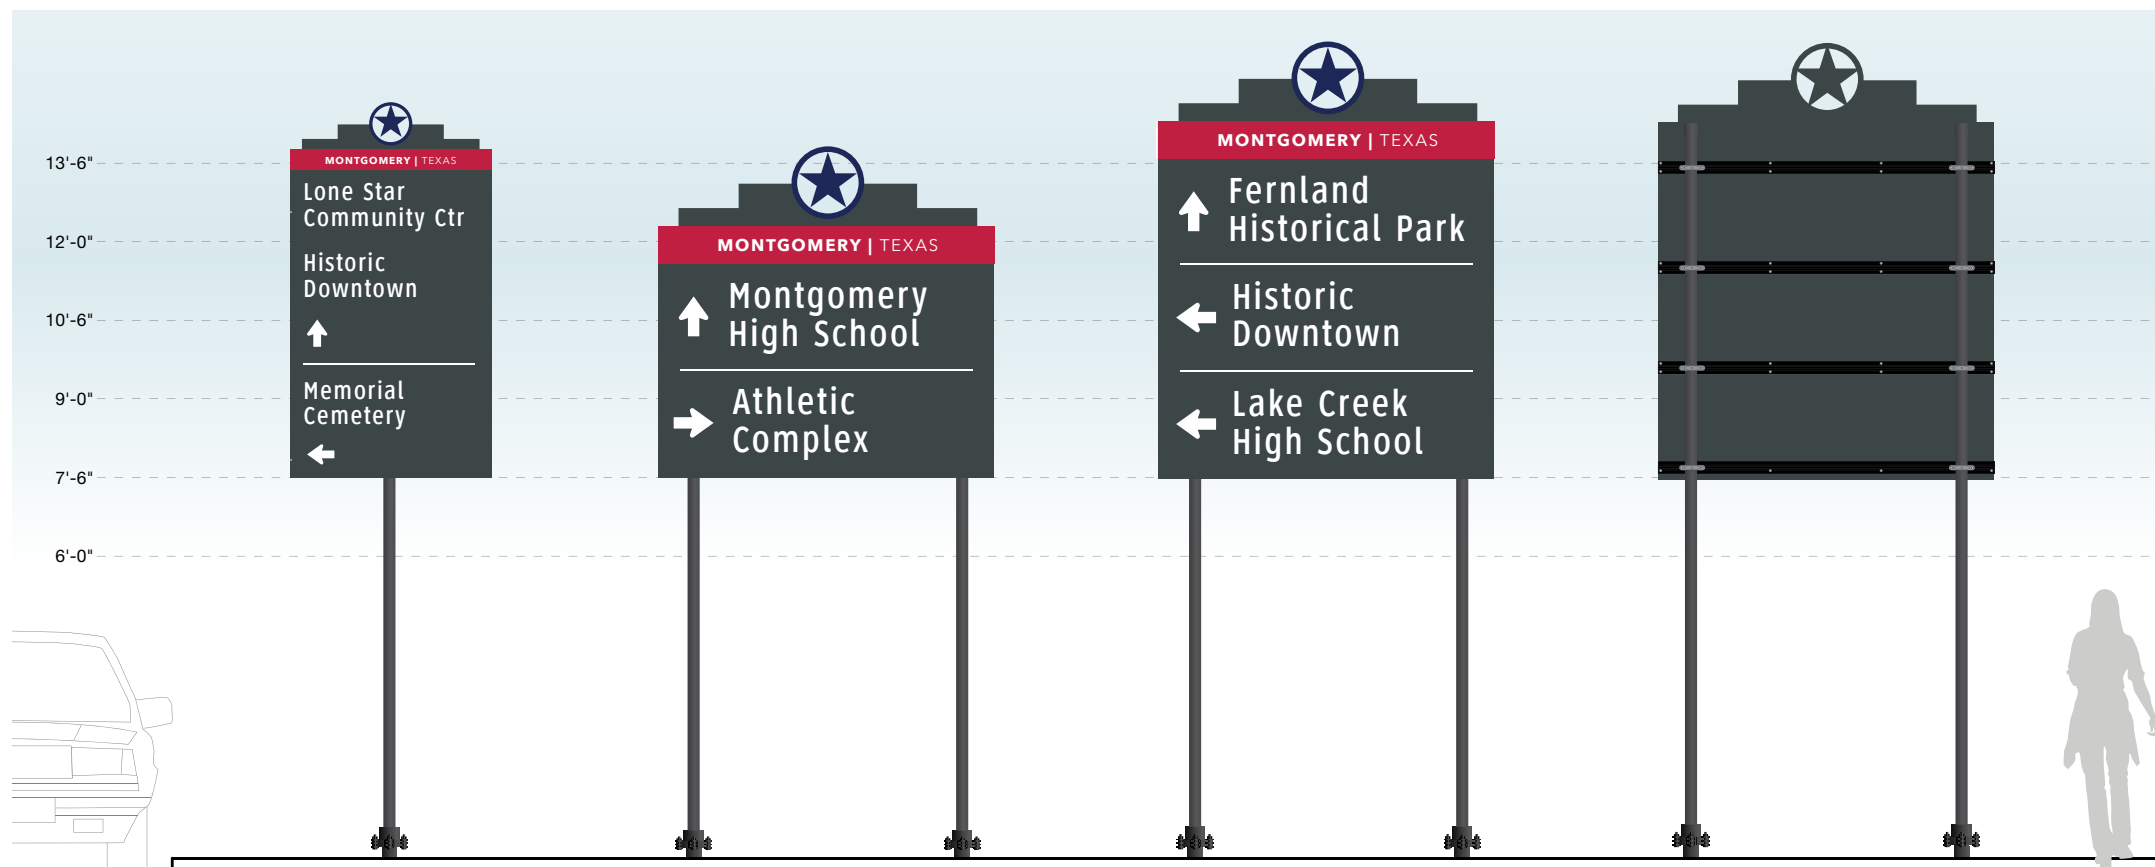 13'-6"
12'-0"
10'-6"
9'-0"
7'-6"
6'-0"
MONTGOMERY | TEXAS
Lone Star
Community Ctr
Historic
Downtown
Memorial
Cemetery
MONTGOMERY | TEXAS
Montgomery
High School
Athletic
Complex
MONTGOMERY | TEXAS
Fernland
Historical Park
Historic
Downtown
Lake Creek
High School